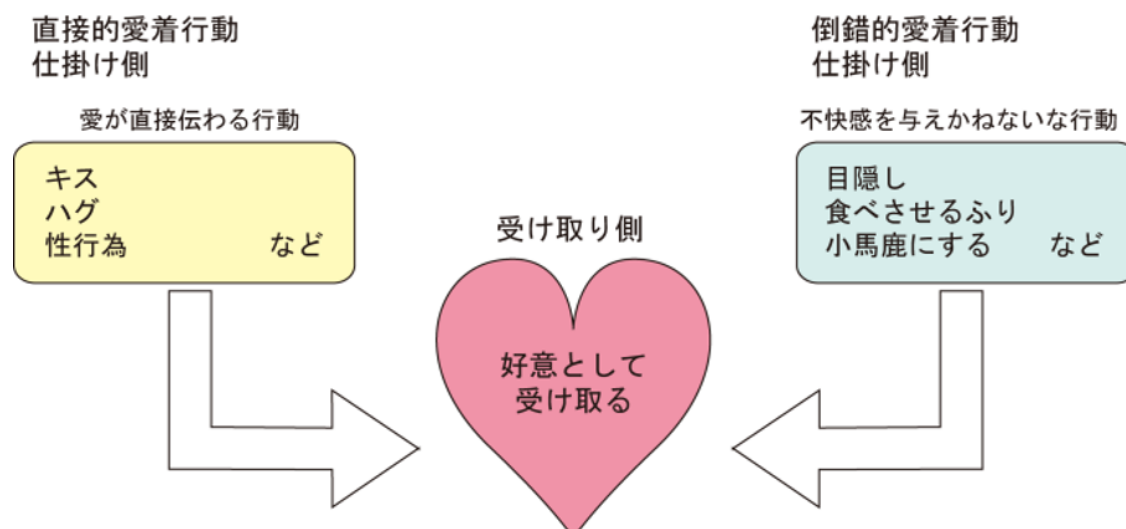 直接的愛着行動
仕掛け側
愛が直接伝わる行動
キス
ハグ
性行為 など
受け取り側
好意として
受け取る
倒錯的愛着行動
仕掛け側
不快感を与えかねないな行動
目隠し
食べさせるふり
小馬鹿にする など